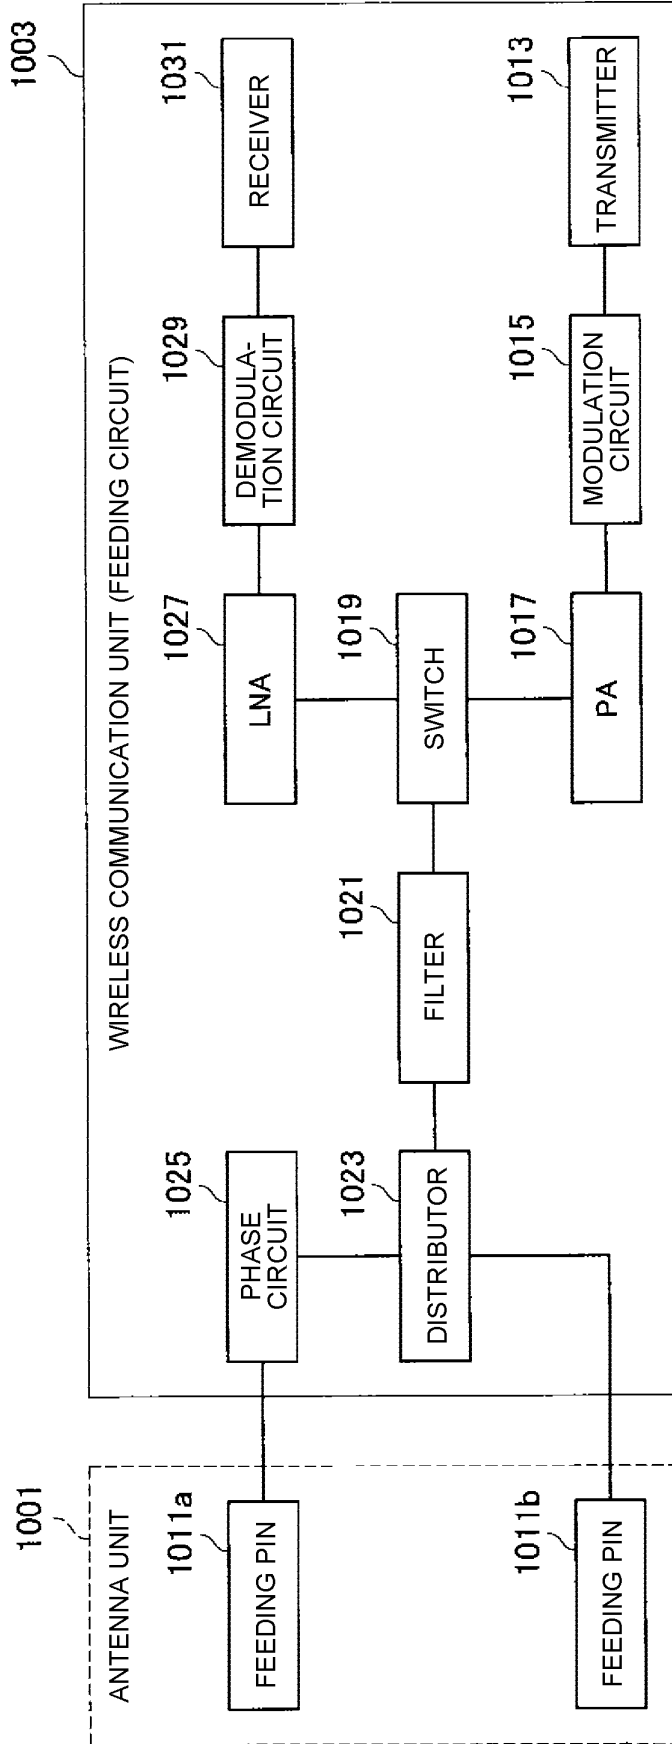 1001
ANTENNA UNIT
1011a
FEEDING PIN
1011b
FEEDING PIN
1003
WIRELESS COMMUNICATION UNIT (FEEDING CIRCUIT)
1025
PHASE
CIRCUIT
1023
DISTRIBUTOR
1021
FILTER
1019
SWITCH
1027
LNA
1029
DEMODULA-
TION CIRCUIT
1031
RECEIVER
1017
PA
1015
MODULATION
CIRCUIT
1013
TRANSMITTER